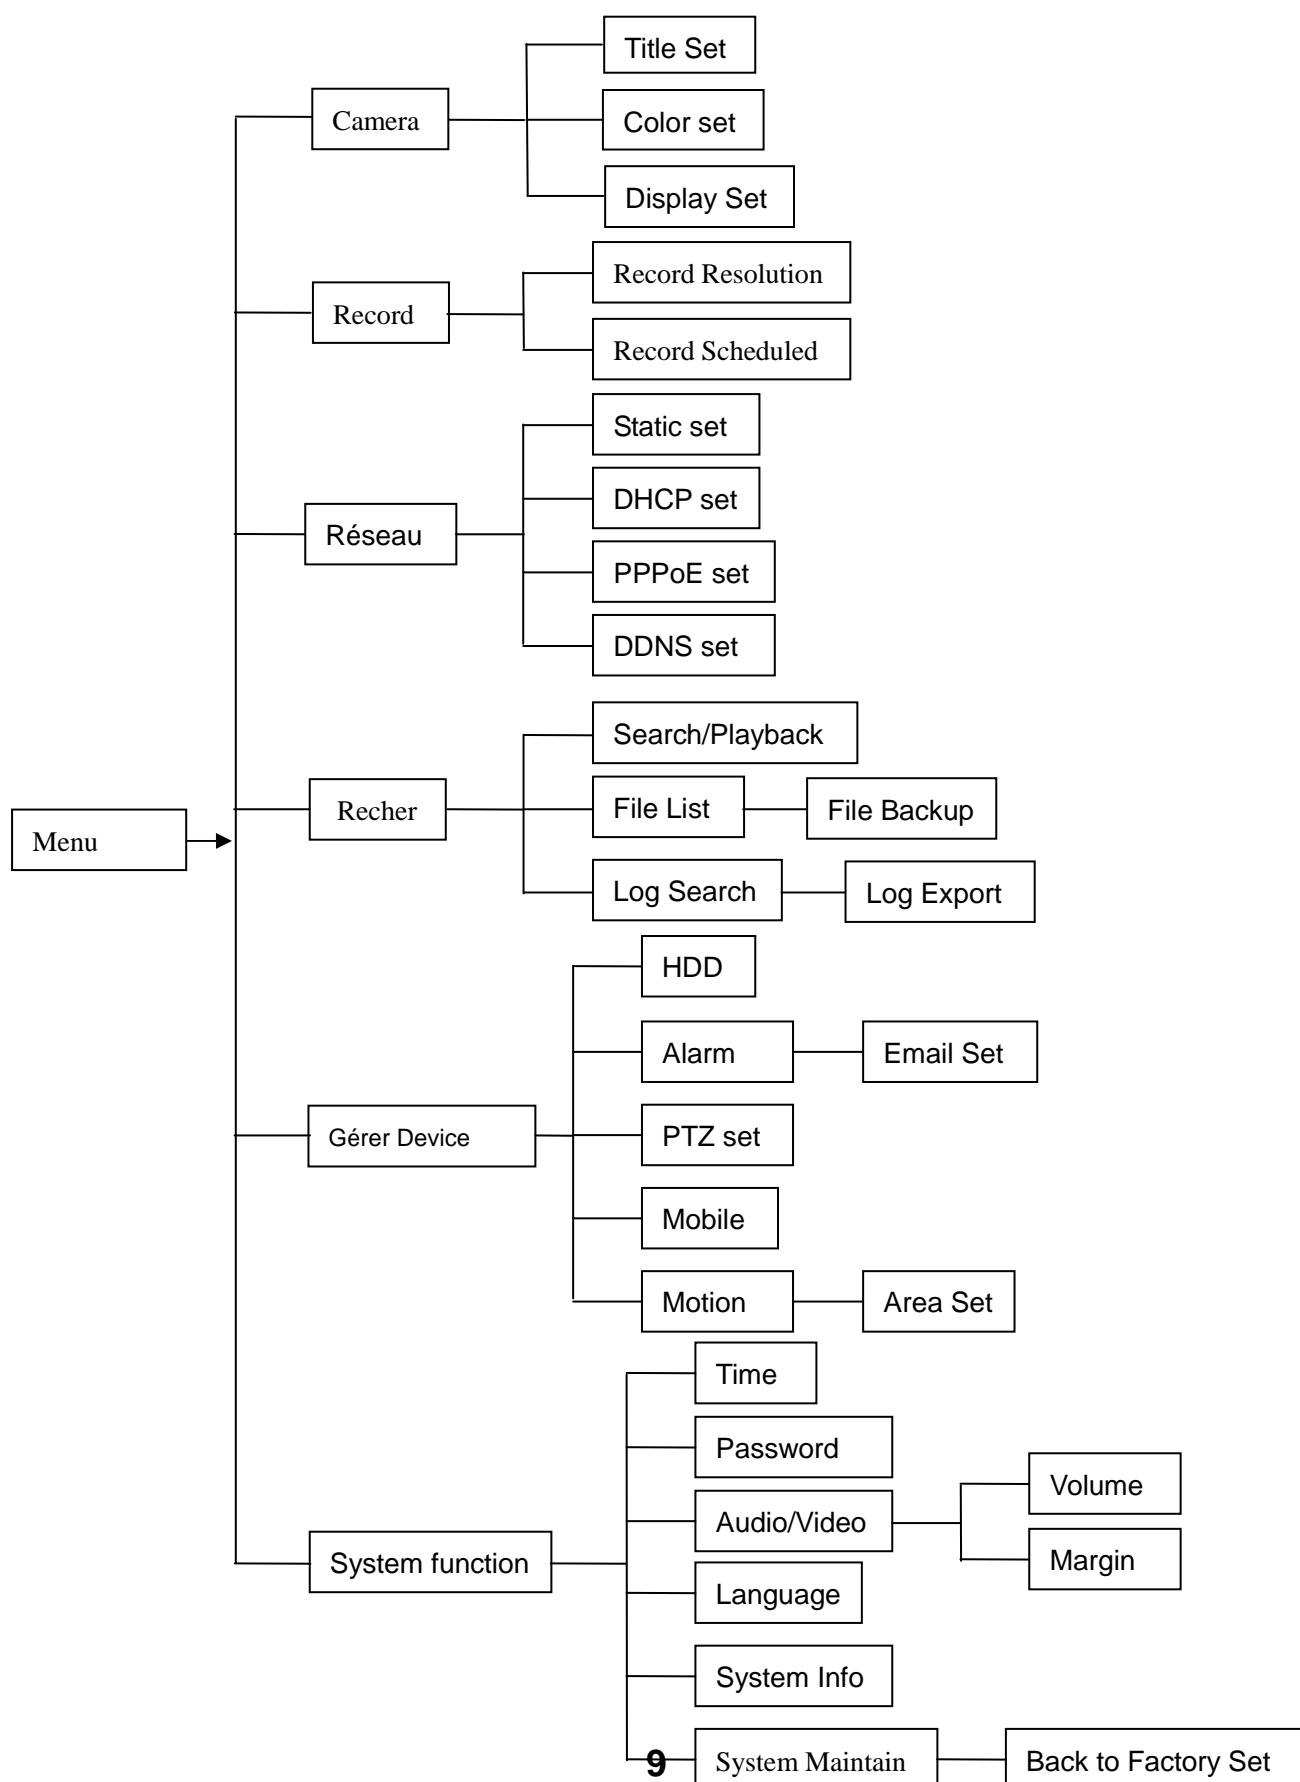 Title Set
Camera
Color set
Display Set
Record Resolution
Record
Record Scheduled
Static set
DHCP set
Réseau
PPPoE set
DDNS set
Search/Playback
Recher
File List
File Backup
Menu
Log Search
Log Export
HDD
Alarm
Email Set
Gérer Device
PTZ set
Mobile
Motion
Area Set
Time
Password
Volume
Audio/Video
System function
Margin
Language
System Info
System Maintain
Back to Factory Set
9